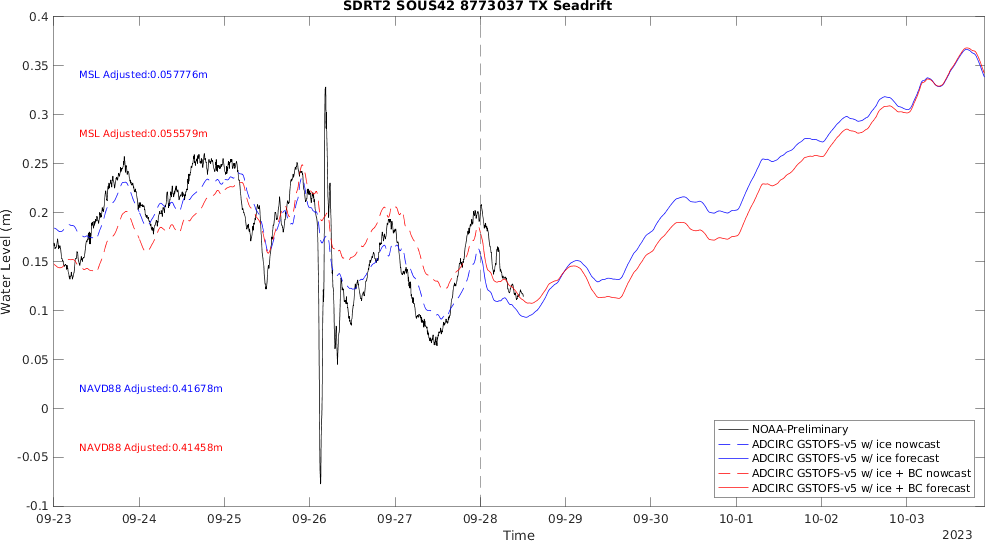 SDRT2 SOUS42 8773037 TX Seadrift
0.4
0.35
0.3
0.25
0.2
0.15
0.1
0.05
0
-0.05
-0.1
Water Level (m)
MSL Adjusted:0.057776m
MSL Adjusted:0.055579m
NAVD88 Adjusted:0.41678m
NAVD88 Adjusted:0.41458m
NOAA-Preliminary
ADCIRC GSTOFS-v5 w/ ice nowcast
ADCIRC GSTOFS-v5 w/ ice forecast
ADCIRC GSTOFS-v5 w/ ice + BC nowcast
ADCIRC GSTOFS-v5 w/ ice + BC forecast
09-23 09-24 09-25 09-26 09-27 09-28 09-29 09-30 10-01 10-02 10-03
Time
2023